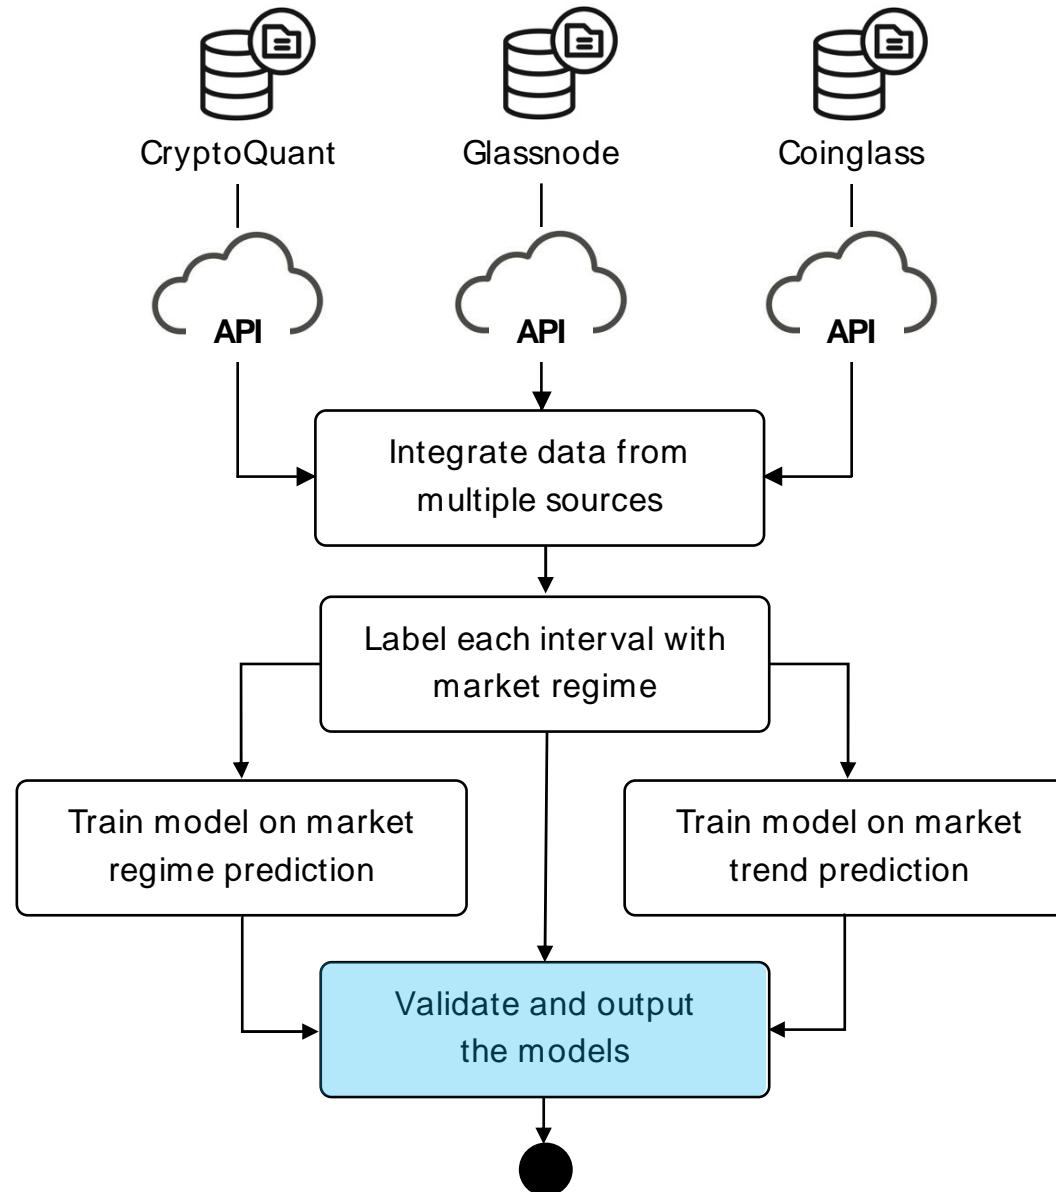 CryptoQuant
Glassnode
Coinglass
API
API
API
Integrate data from
multiple sources
Label each interval with
market regime
Train model on market
regime prediction
Train model on market
trend prediction
Validate and output
the models